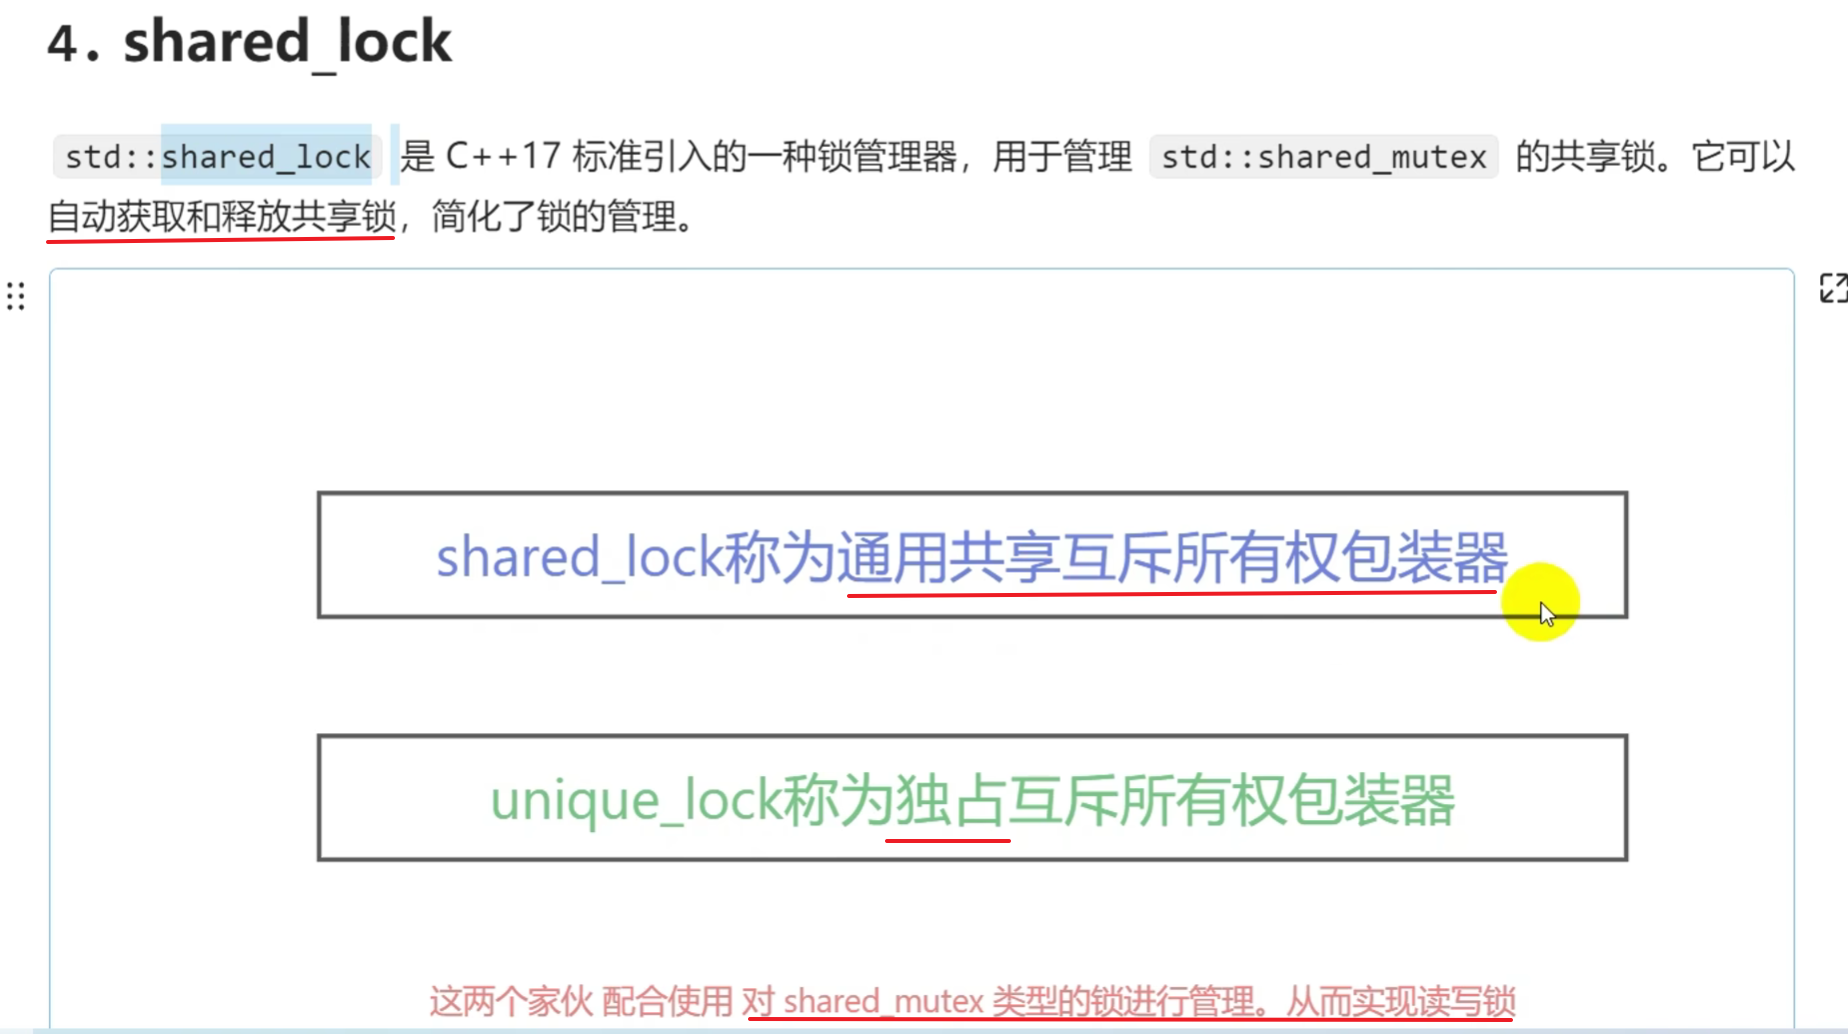 4. shared_lock
std::shared_lock 是 C++17 标准引入的一种锁管理器，用于管理 std::shared_mutex 的共享锁。它可以
自动获取和释放共享锁，简化了锁的管理。
shared_lock称为通用共享互斥所有权包装器
unique_lock称为独占互斥所有权包装器
这两个家伙 配合使用 对 shared_mutex 类型的锁进行管理。从而实现读写锁